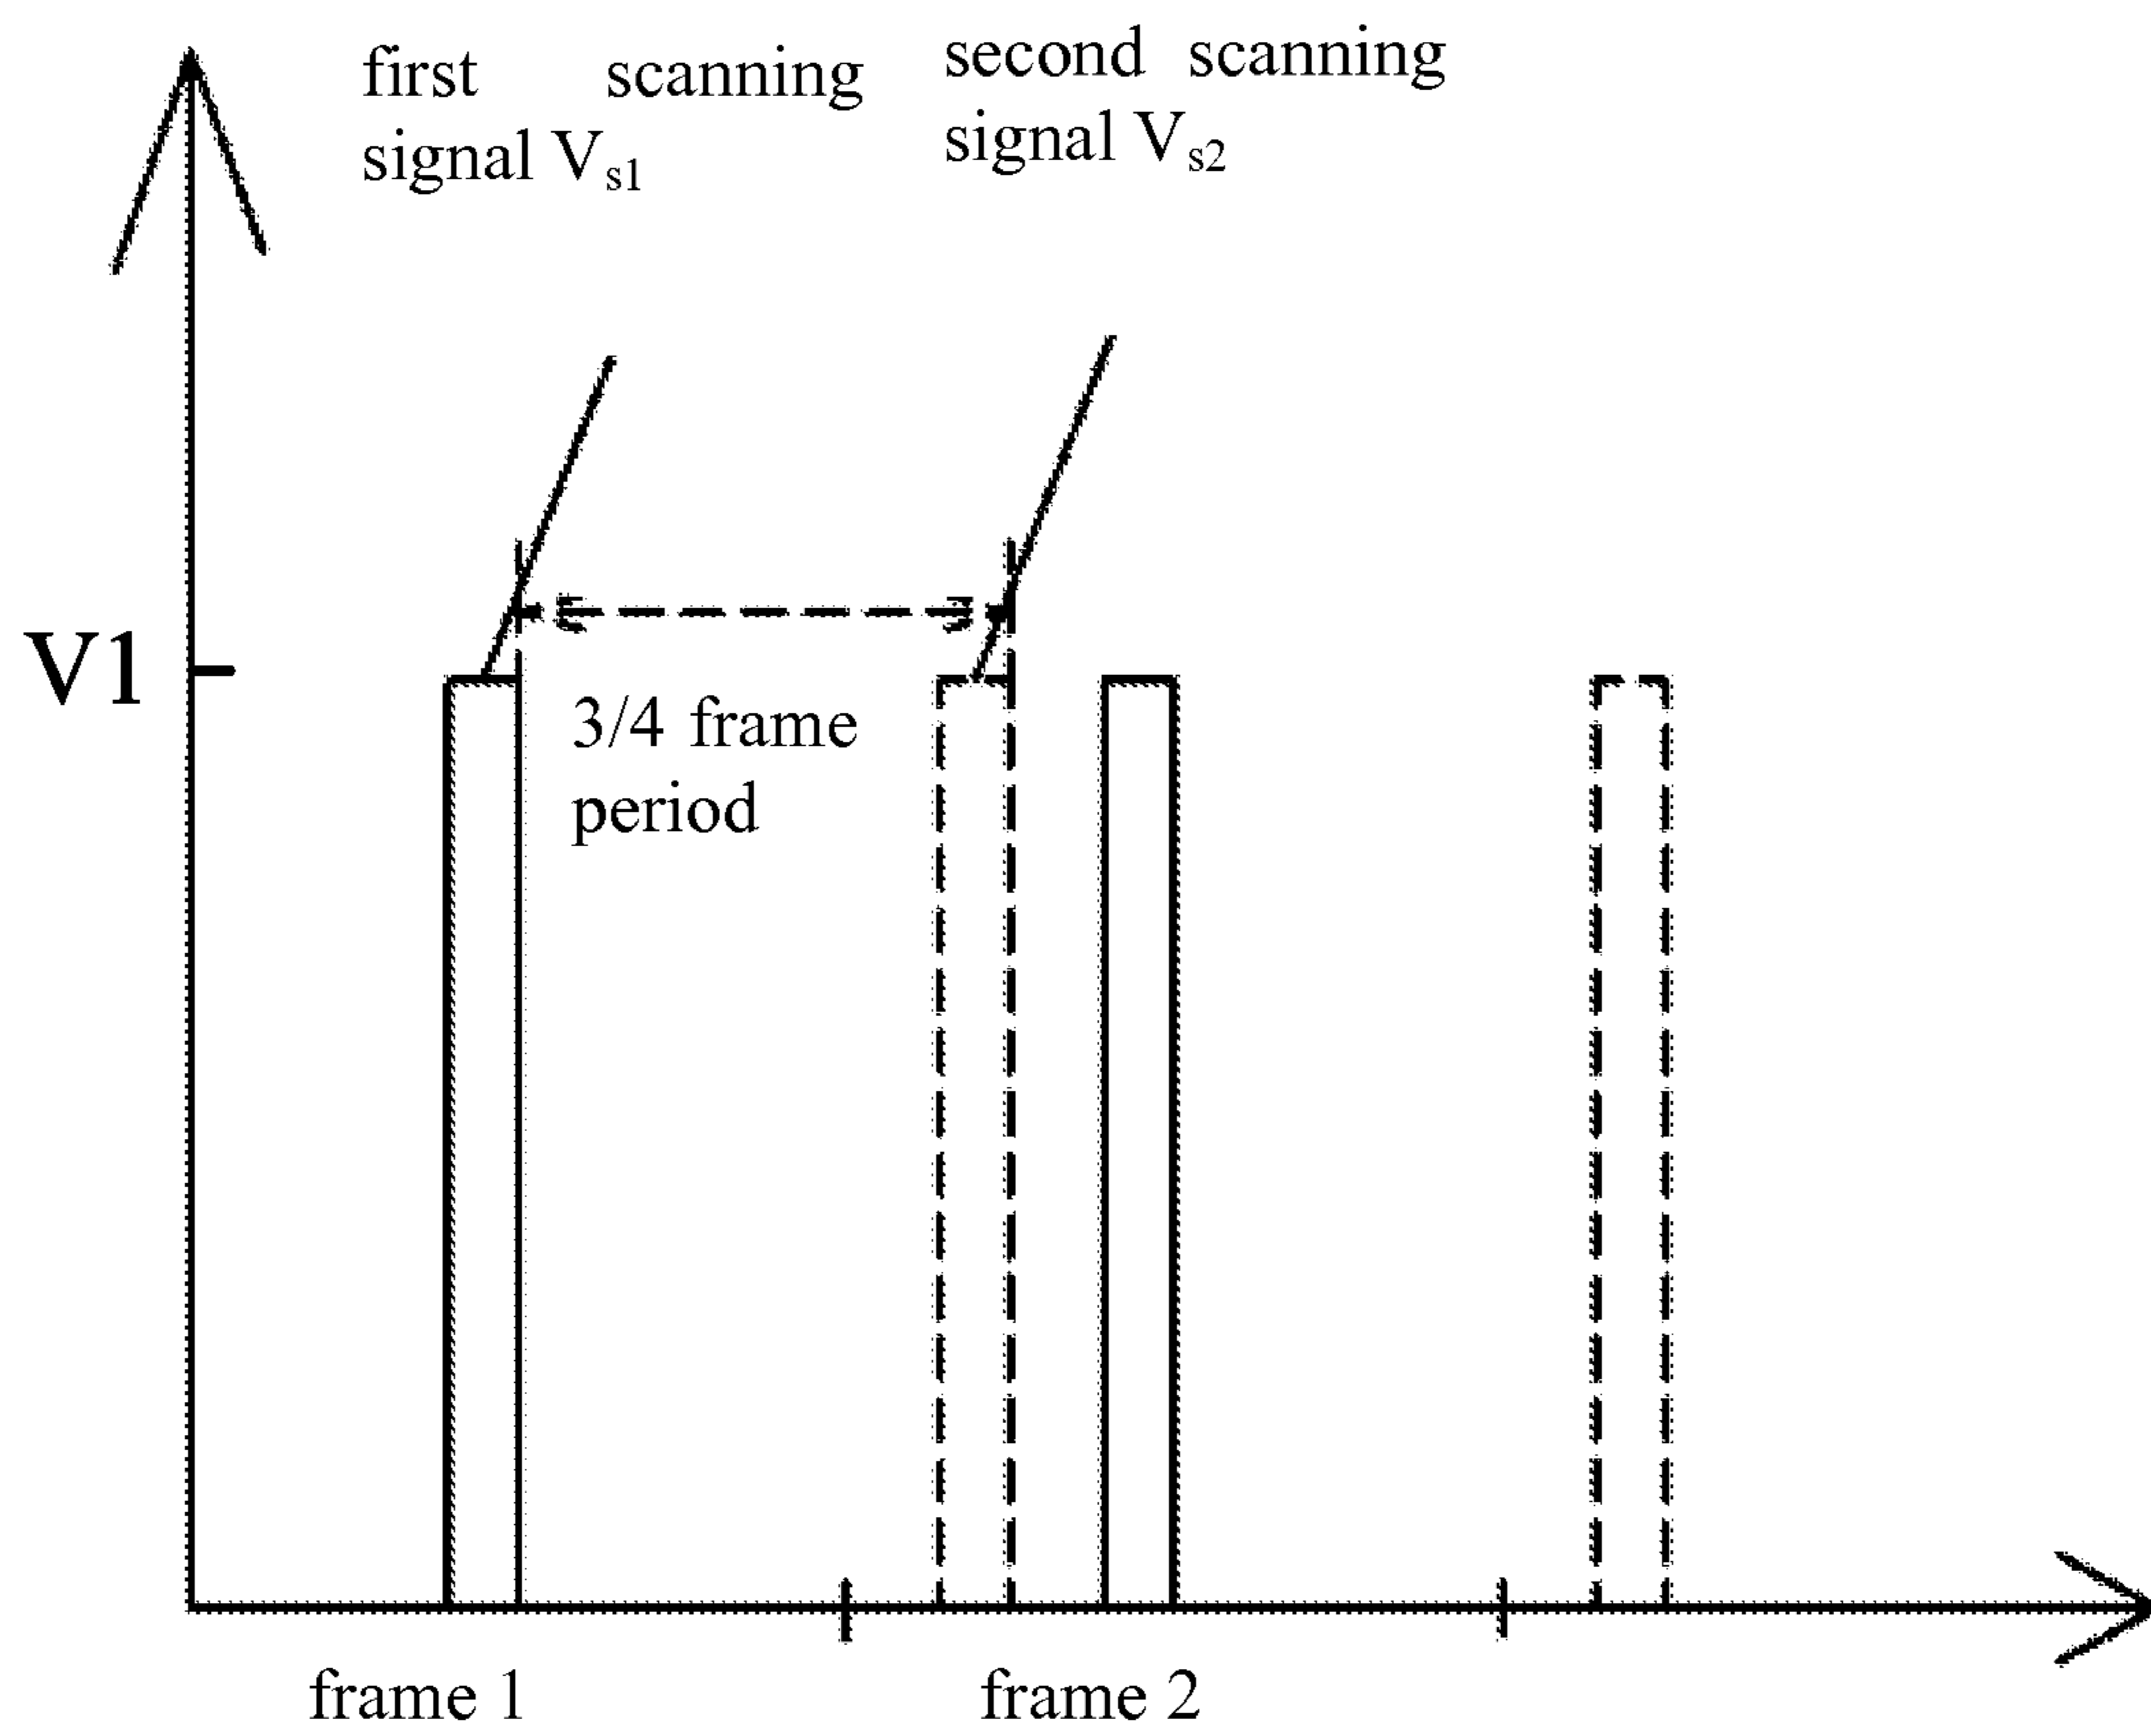 first scanning
signal Vs1
second scanning
signal Vs2
V1
3/4 frame
period
frame 1
frame 2